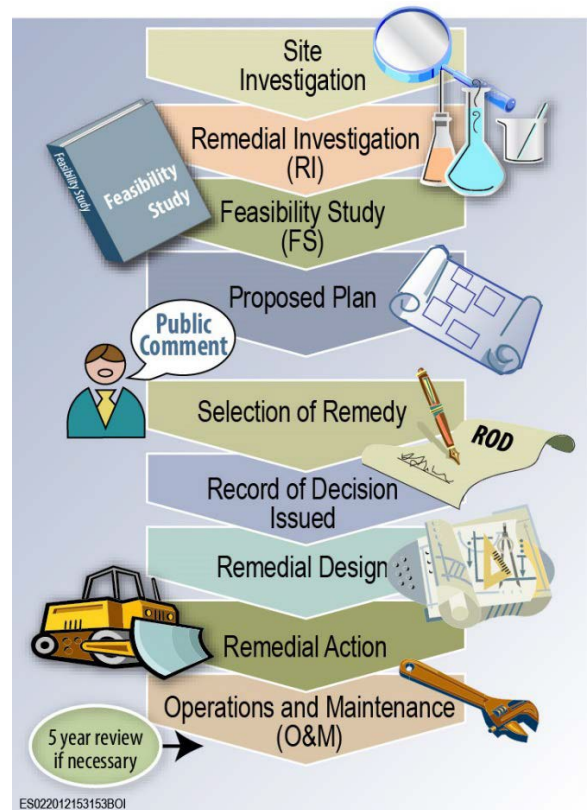 Site
Investigation
Remedial Investigation
(RI)
Feasibility Study
Feasibility
Study
Feasibility Study
(FS)
Proposed Plan
Public
Comment
Selection of Remedy
ROD
Record of Decision
Issued
Remedial Design
Remedial Action
Operations and Maintenance
(O&M)
5 year review
if necessary
ES022012153153BOI